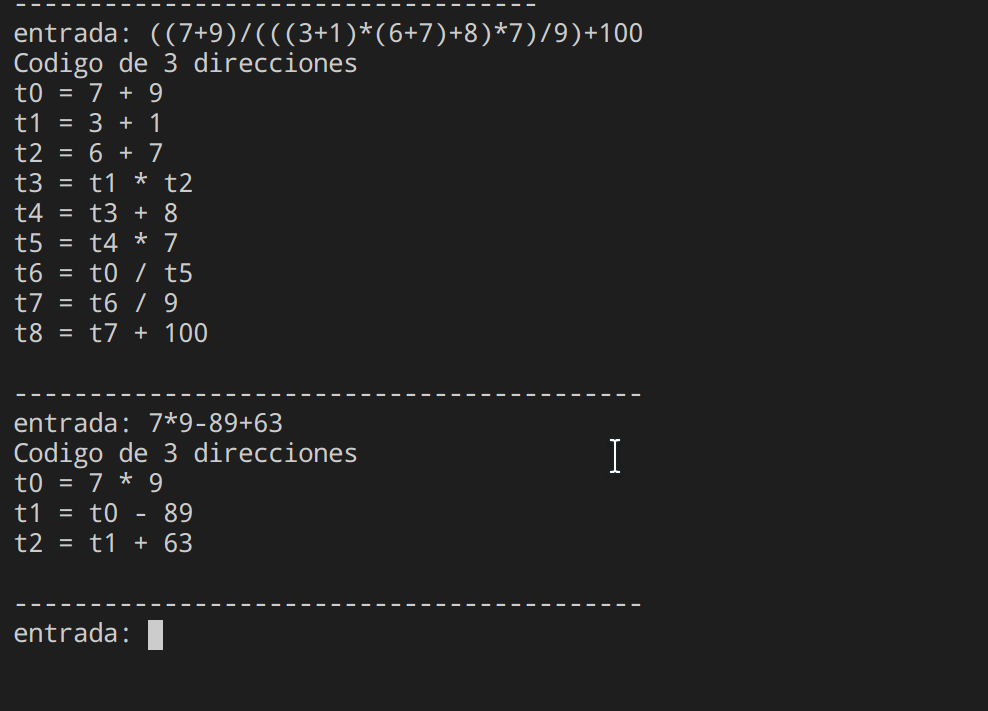 -----------------------------------
entrada: ((7+9)/(((3+1)*(6+7)+8)*7)/9)+100
Codigo de 3 direcciones
t0 = 7 + 9
t1 = 3 + 1
t2 = 6 + 7
t3 = t1 * t2
t4 = t3 + 8
t5 = t4 * 7
t6 = t0 / t5
t7 = t6 / 9
t8 = t7 + 100
------------------------------------------
entrada: 7*9-89+63
Codigo de 3 direcciones
t0 = 7 * 9
t1 = t0 - 89
t2 = t1 + 63
------------------------------------------
entrada: